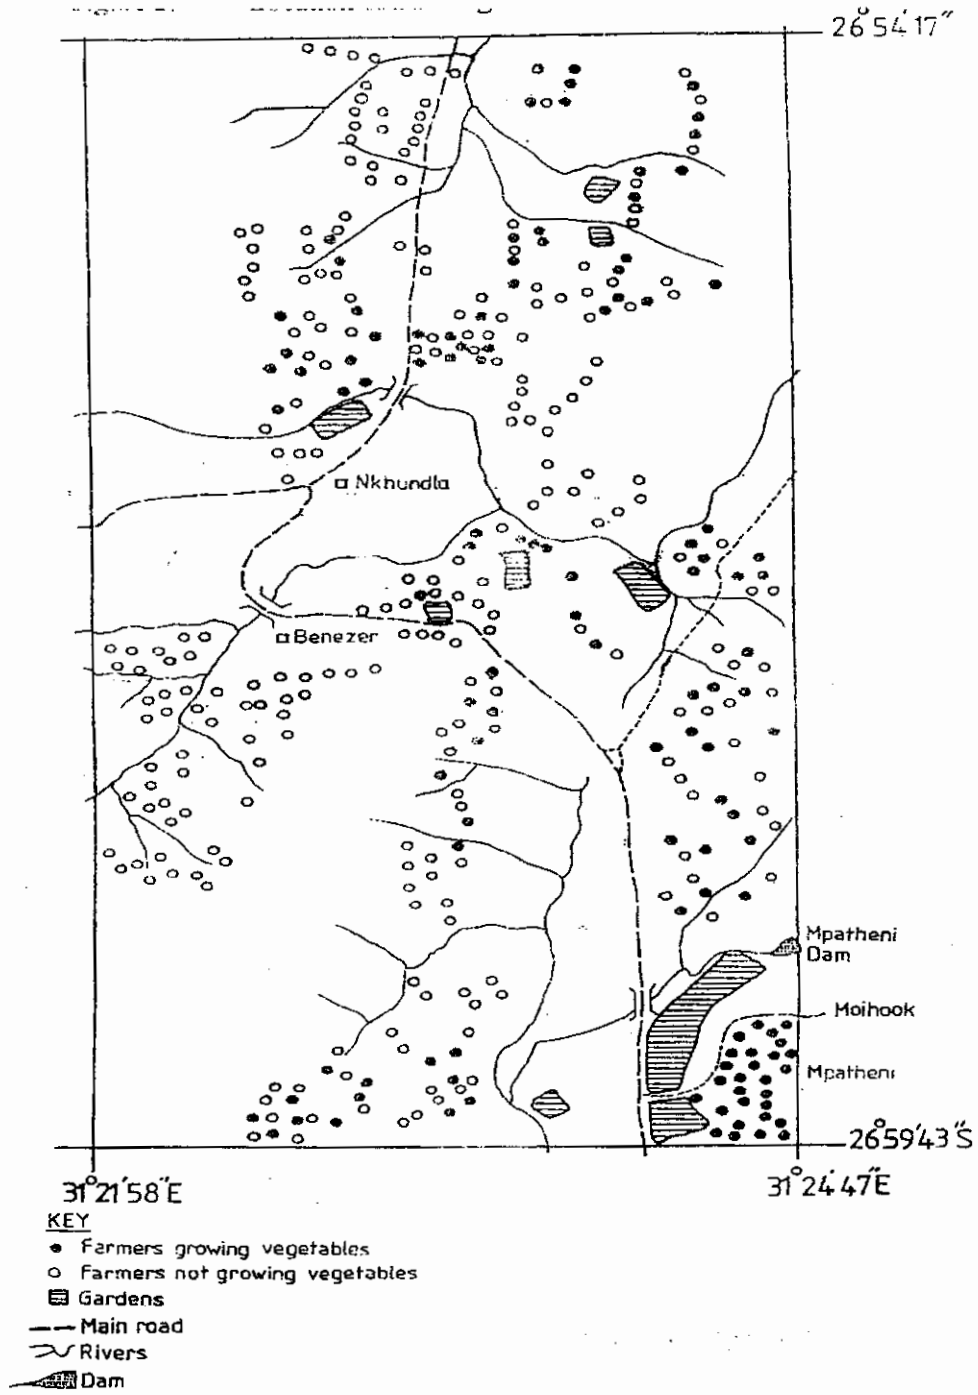 26°54'17"
Nkhundla
Benezer
Mpatheni
Dam
Moihook
Mpatheni
26°59'43"S
31°21'58"E
31°24'47"E
KEY
Farmers growing vegetables
Farmers not growing vegetables
Gardens
Main road
Rivers
Dam